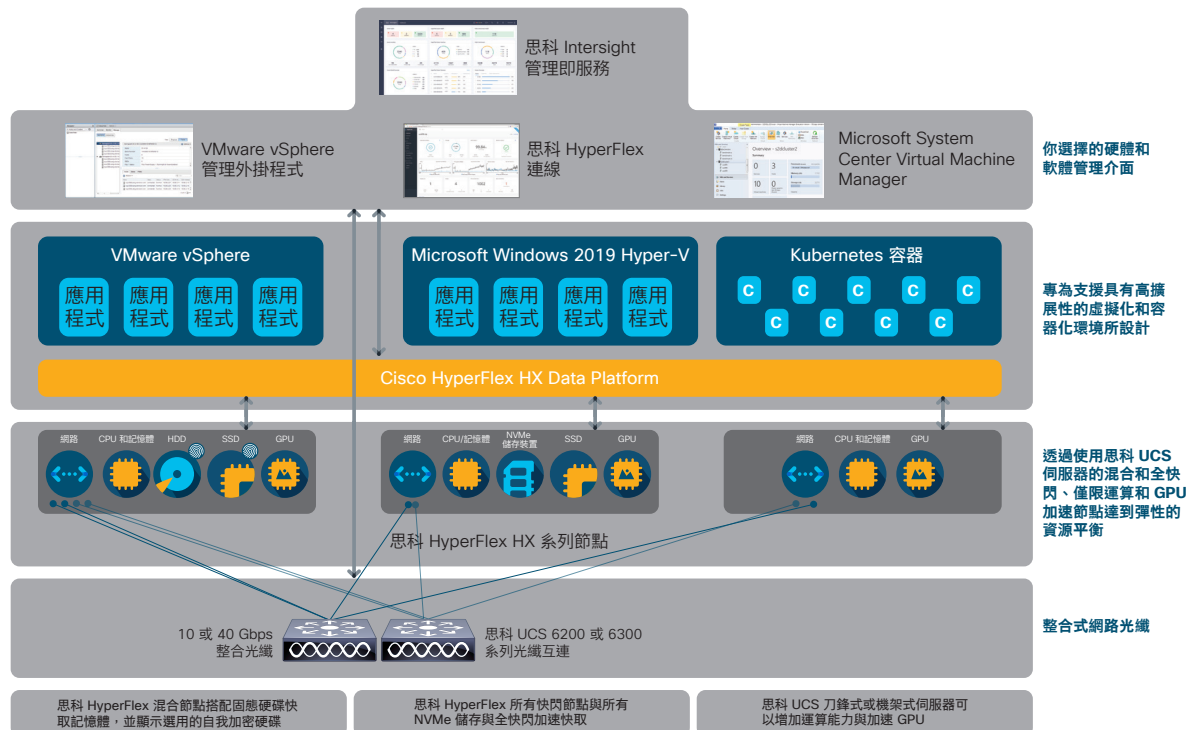 思科 Intersight
管理即服務
VMware vSphere
管理外掛程式
思科 HyperFlex
連線
Overview - s2bfcluster2
0
3
10
0
Microsoft System
Center Virtual Machine
Manager
你選擇的硬體和
軟體管理介面
VMware vSphere
應用
程式
應用
程式
應用
程式
應用
程式
Microsoft Windows 2019 Hyper-V
應用
程式
應用
程式
應用
程式
應用
程式
Kubernetes 容器
C
C
C
C
C
C
C
C
C
專為支援具有高擴
展性的虛擬化和容
器化環境所設計
Cisco HyperFlex HX Data Platform
網路
CPU 和記憶體
HDD
SSD
GPU
網路
CPU/記憶體
NVMe
儲存裝置
SSD
GPU
網路
CPU 和記憶體
GPU
思科 HyperFlex HX 系列節點
透過使用思科 UCS
伺服器的混合和全快
閃、僅限運算和 GPU
加速節點達到彈性的
資源平衡
10 或 40 Gbps
整合光纖
思科 UCS 6200 或 6300
系列光纖互連
整合式網路光纖
思科 HyperFlex 混合節點搭配固態硬碟快
取記憶體，並顯示選用的自我加密硬碟
思科 HyperFlex 所有快閃節點與所有
NVMe 儲存與全快閃加速快取
思科 UCS 刀鋒式或機架式伺服器可
以增加運算能力與加速 GPU